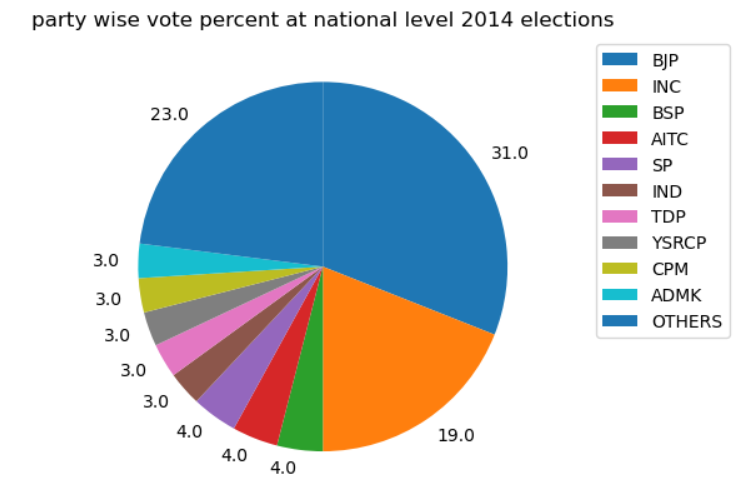 party wise vote percent at national level 2014 elections
BJP
INC
BSP
AITC
SP
IND
TDP
YSRCP
CPM
ADMK
OTHERS
23.0
31.0
3.0
3.0
3.0
3.0
3.0
4.0
4.0
4.0
19.0